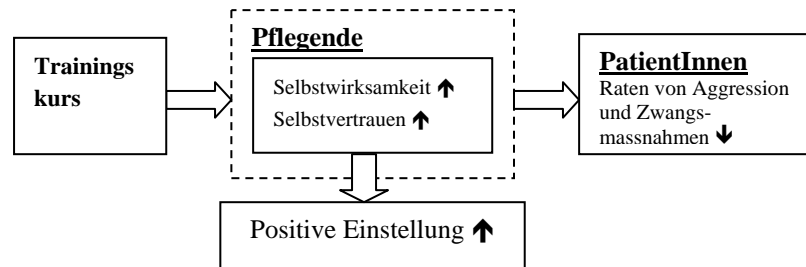 Trainings
kurs
Pflegende
Selbstwirksamkeit ↑
Selbstvertrauen ↑
PatientInnen
Raten von Aggression
und Zwangs-
massnahmen ↓
Positive Einstellung ↑